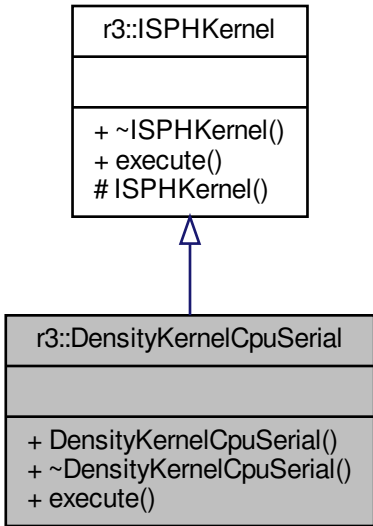 r3::ISPHKernel
+ ~ISPHKernel()
+ execute()
# ISPHKernel()
r3::DensityKernelCpuSerial
+ DensityKernelCpuSerial()
+ ~DensityKernelCpuSerial()
+ execute()